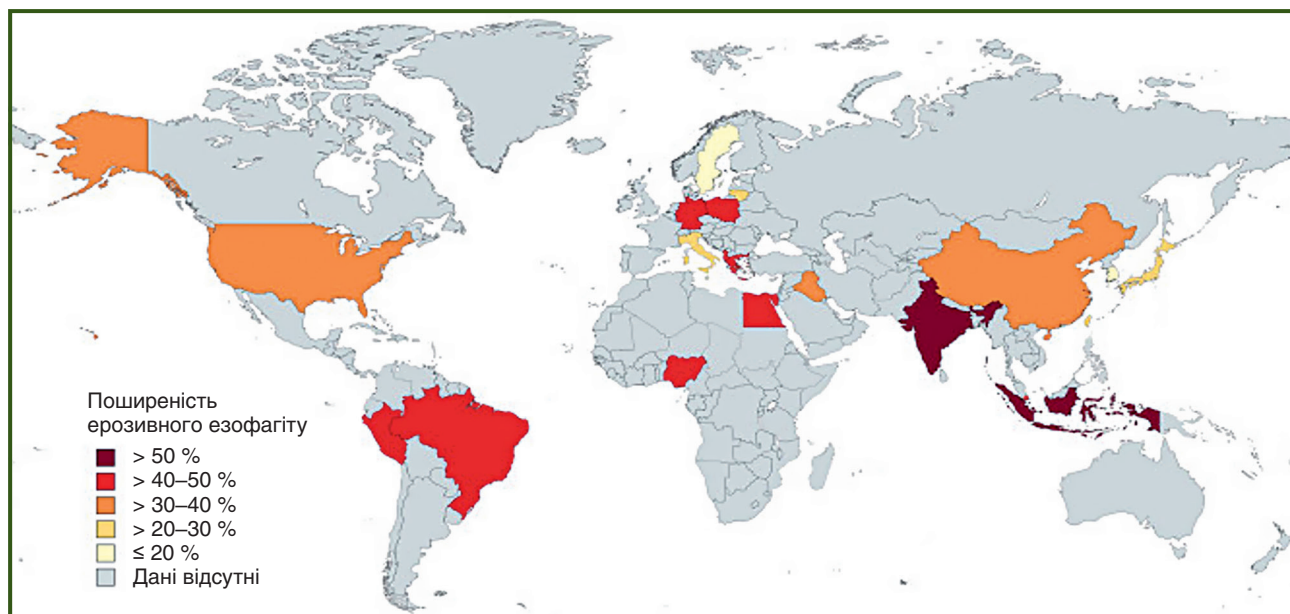 Поширеність
ерозивного езофагіту
> 50 %
> 40–50 %
> 30–40 %
> 20–30 %
≤ 20 %
Дані відсутні